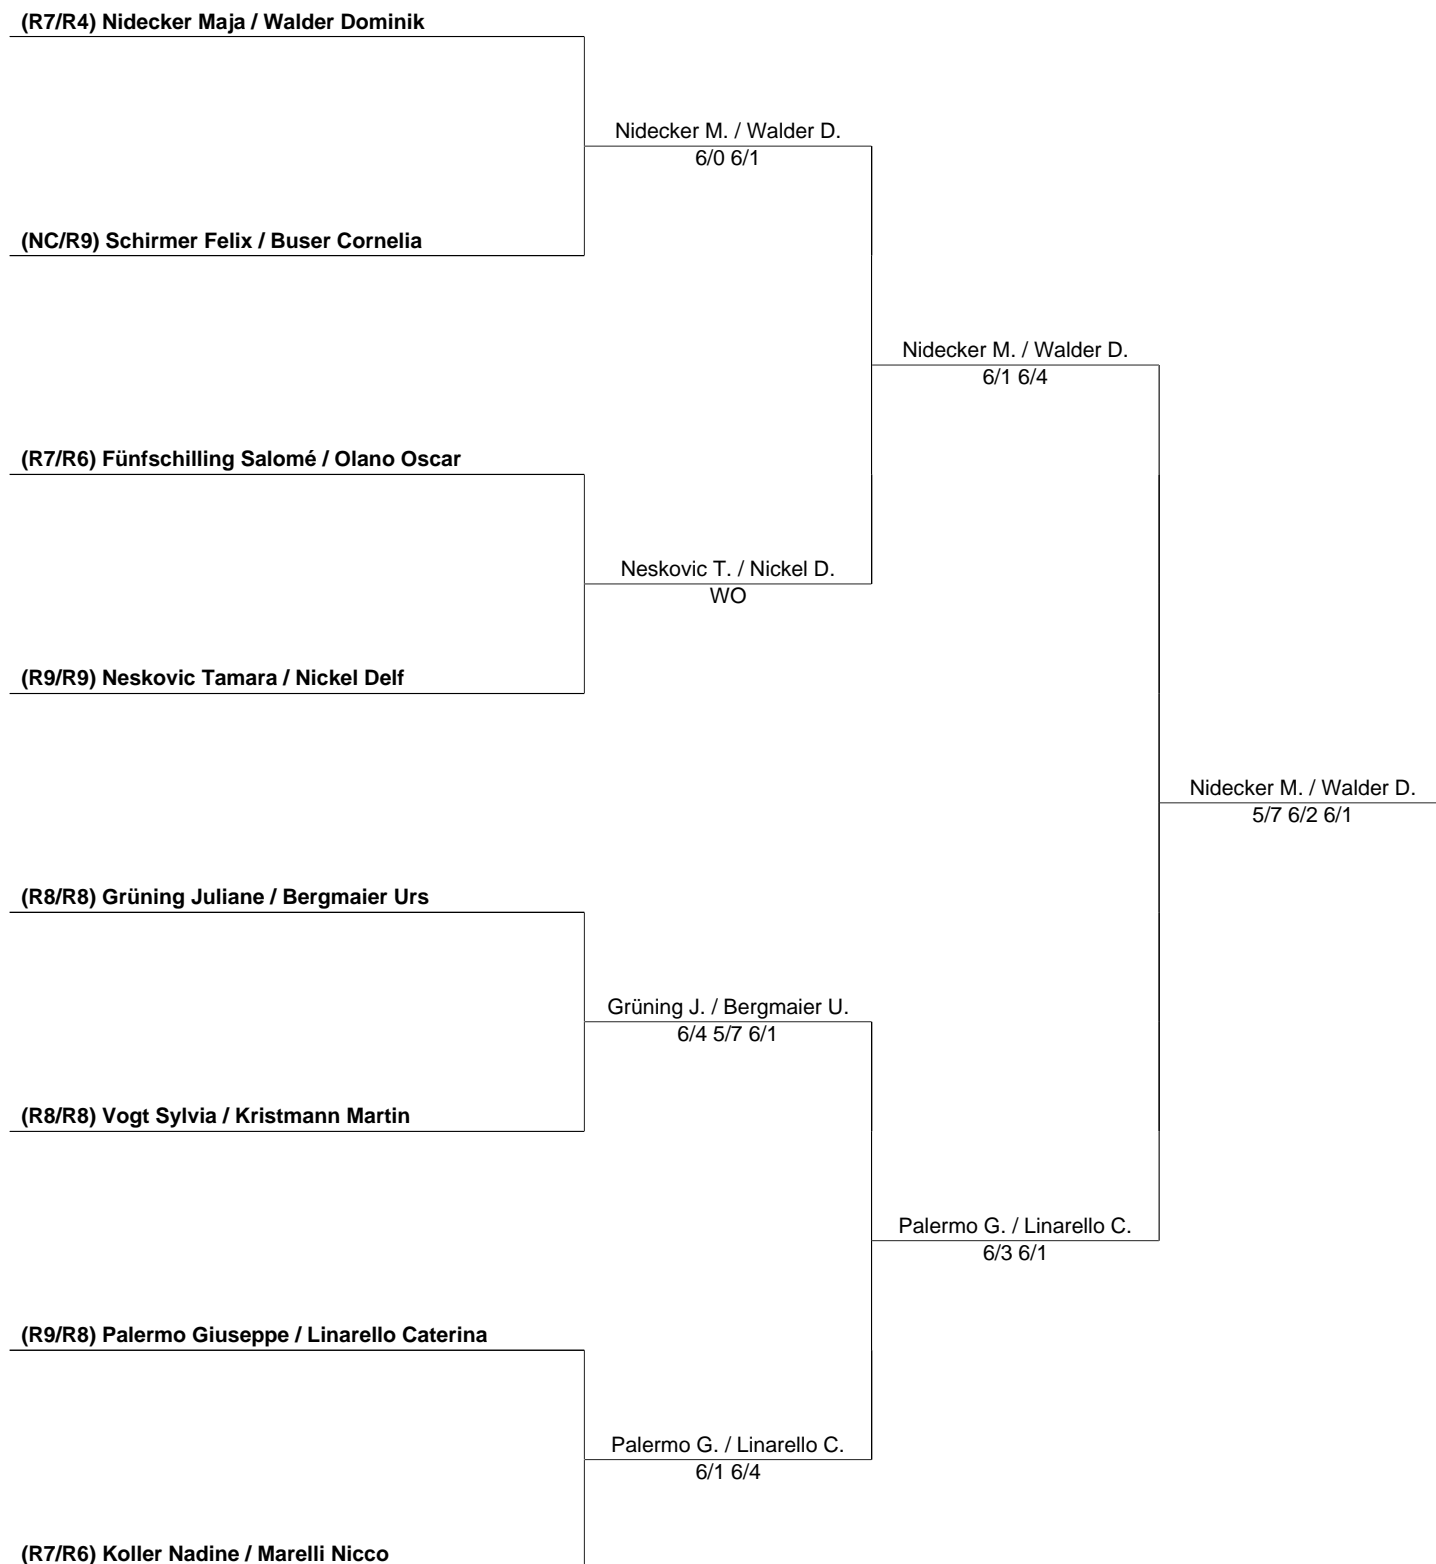 (R7/R4) Nidecker Maja / Walder Dominik
Nidecker M. / Walder D.
6/0 6/1
(NC/R9) Schirmer Felix / Buser Cornelia
Nidecker M. / Walder D.
6/1 6/4
(R7/R6) Fünfschilling Salomé / Olano Oscar
Neskovic T. / Nickel D.
WO
(R9/R9) Neskovic Tamara / Nickel Delf
Nidecker M. / Walder D.
5/7 6/2 6/1
(R8/R8) Grüning Juliane / Bergmaier Urs
Grüning J. / Bergmaier U.
6/4 5/7 6/1
(R8/R8) Vogt Sylvia / Kristmann Martin
Palermo G. / Linarello C.
6/3 6/1
(R9/R8) Palermo Giuseppe / Linarello Caterina
Palermo G. / Linarello C.
6/1 6/4
(R7/R6) Koller Nadine / Marelli Nicco